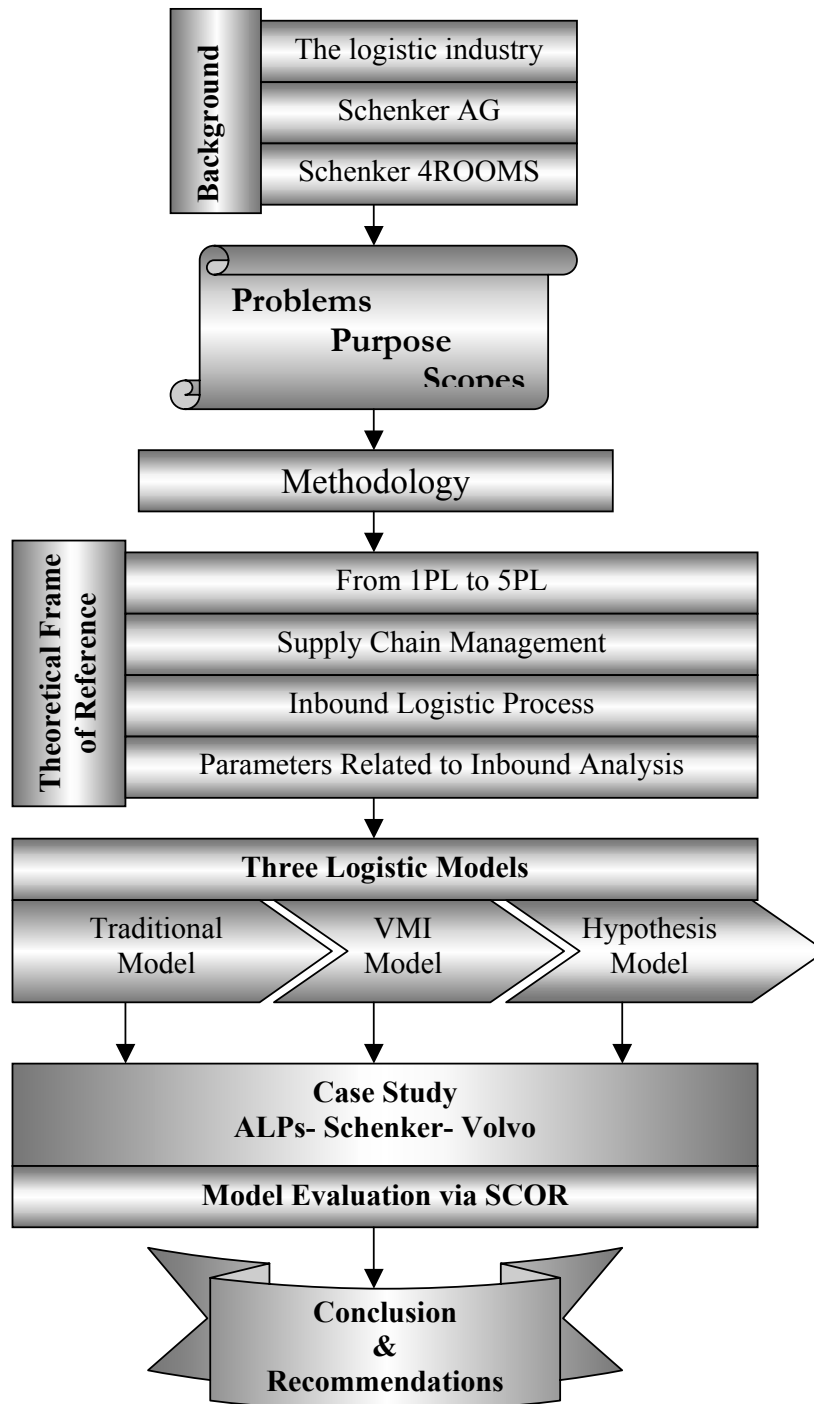 Background
The logistic industry
Schenker AG
Schenker 4ROOMS
Problems
Purpose
Scopes
Methodology
Theoretical Frame
of Reference
From 1PL to 5PL
Supply Chain Management
Inbound Logistic Process
Parameters Related to Inbound Analysis
Three Logistic Models
Traditional
Model
VMI
Model
Hypothesis
Model
Case Study
ALPs- Schenker- Volvo
Model Evaluation via SCOR
Conclusion
&
Recommendations